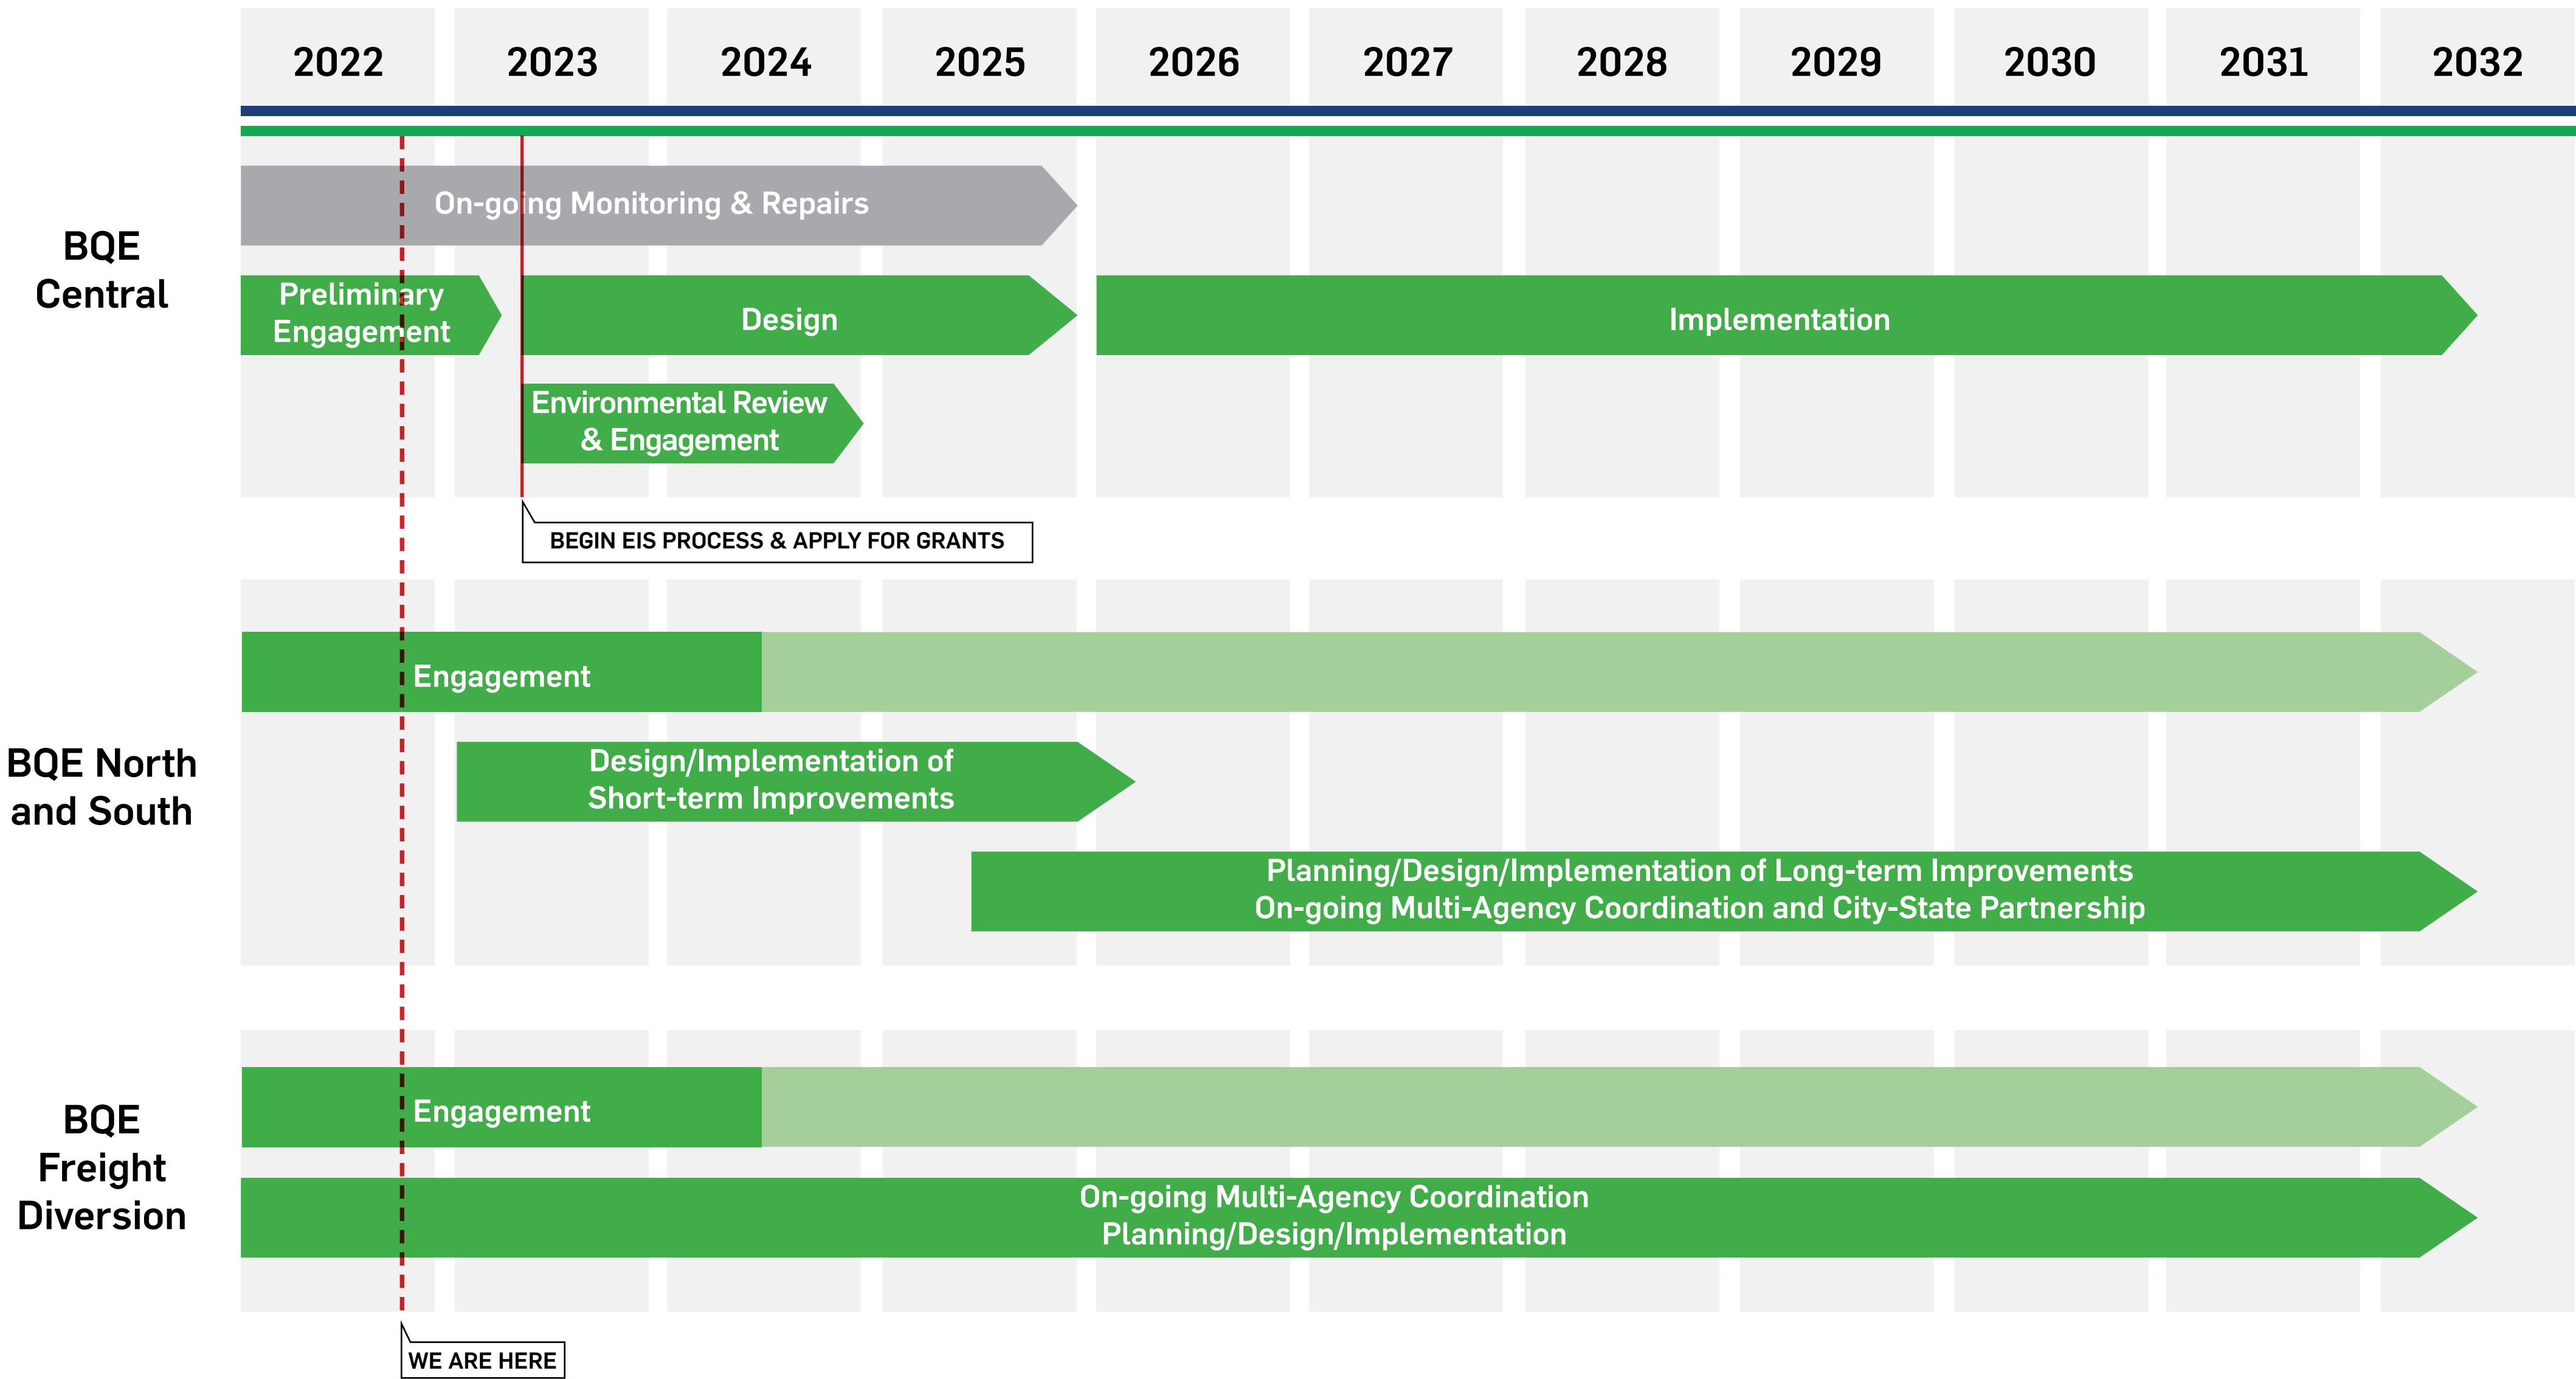 2022 2023 2024 2025 2026 2027 2028 2029 2030 2031 2032
BQE
Central
On-going Monitoring & Repairs
Preliminary
Engagement
Design
Implementation
Environmental Review
& Engagement
BEGIN EIS PROCESS & APPLY FOR GRANTS
BQE North
and South
Engagement
Design/Implementation of
Short-term Improvements
Planning/Design/Implementation of Long-term Improvements
On-going Multi-Agency Coordination and City-State Partnership
BQE
Freight
Diversion
Engagement
On-going Multi-Agency Coordination
Planning/Design/Implementation
WE ARE HERE